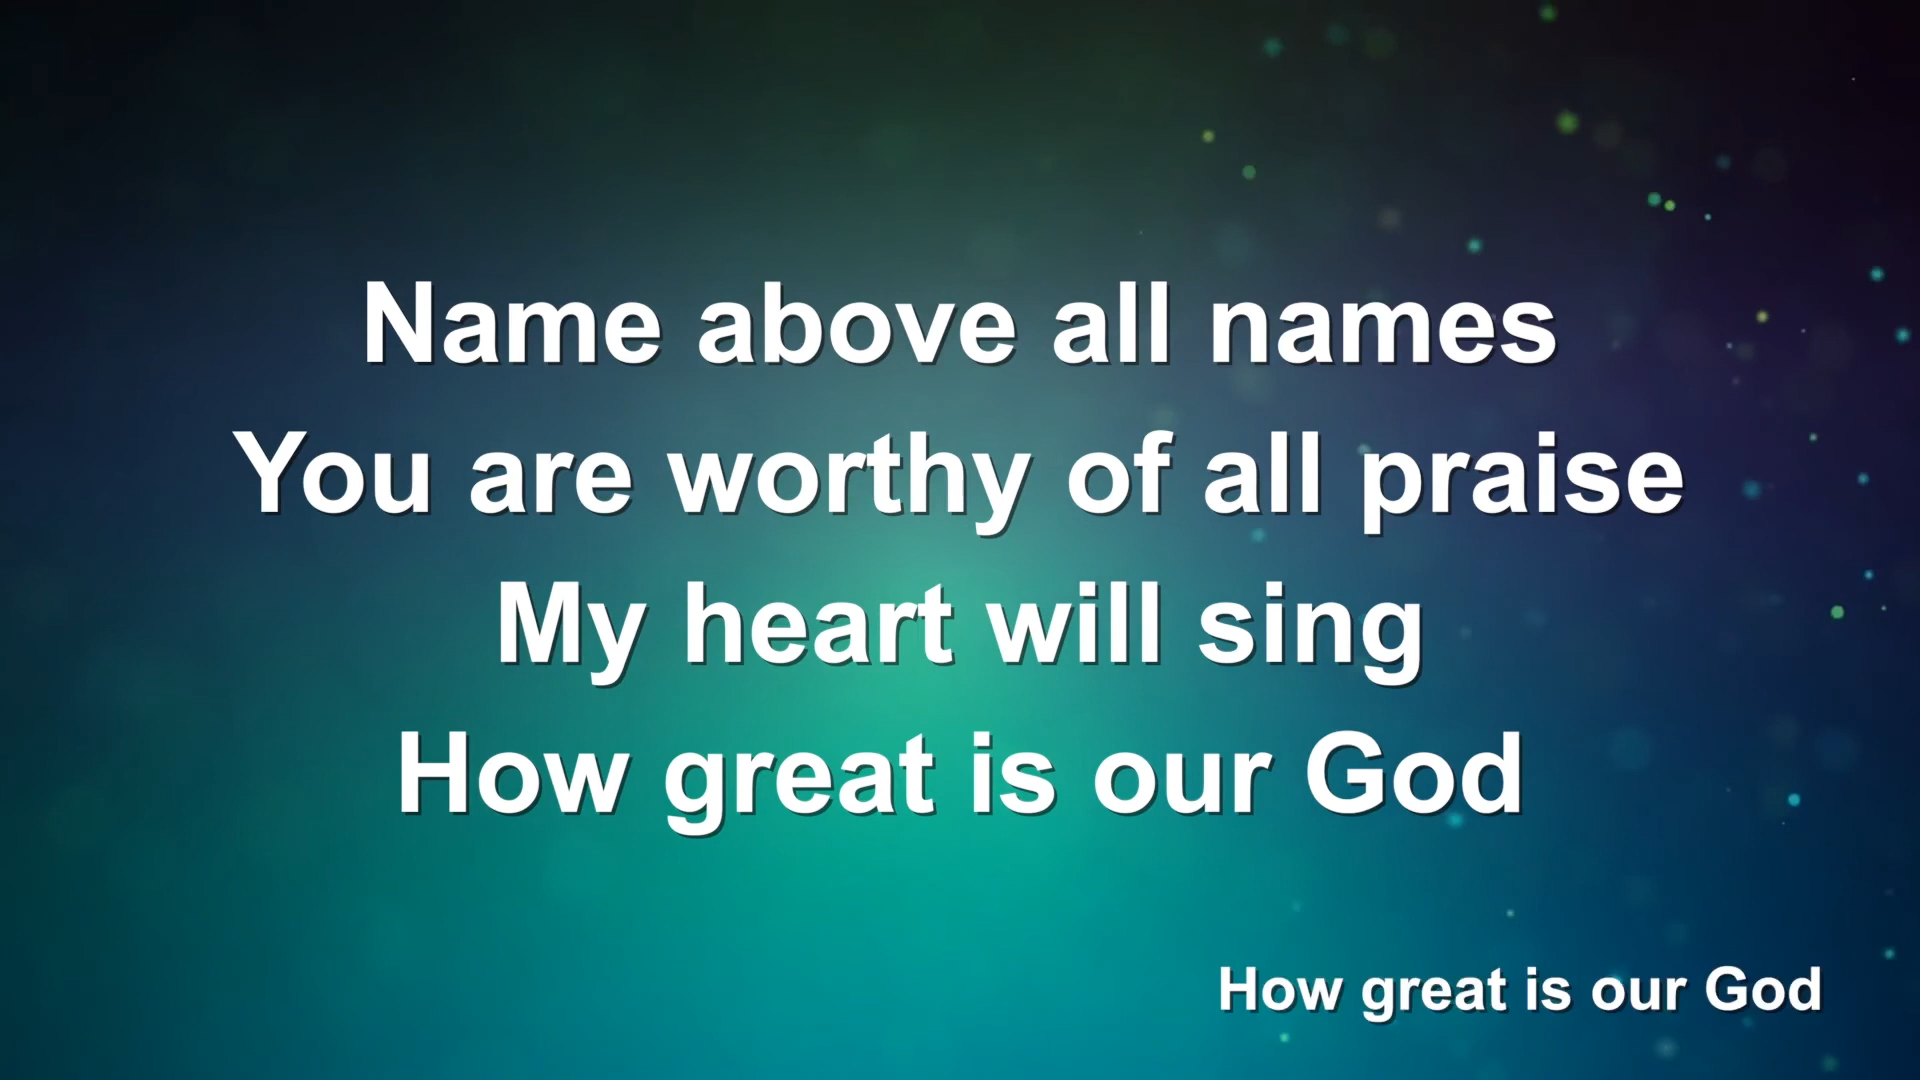 Name above all names
You are worthy of all praise
My heart will sing
How great is our God
How great is our God